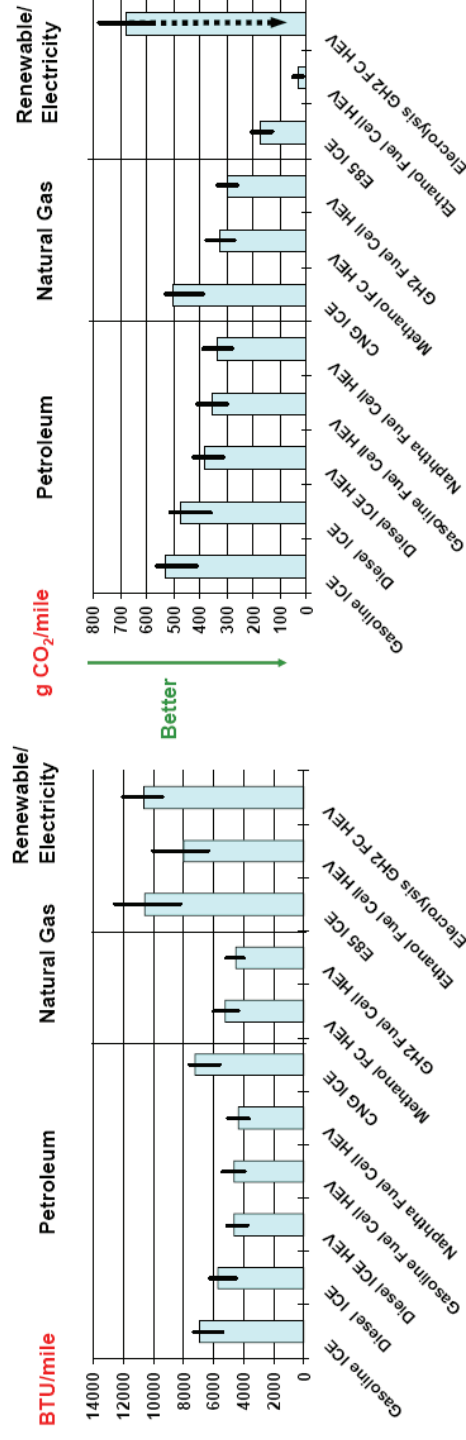 BTU/mile
Petroleum
Natural Gas
Renewable/
Electricity
14000
12000
10000
8000
6000
4000
2000
0
Gasoline ICE
Diesel ICE
Diesel ICE HEV
Gasoline Fuel Cell HEV
Naphtha Fuel Cell HEV
CNG ICE
Methanol FC HEV
GH2 Fuel Cell HEV
E85 ICE
Ethanol Fuel Cell HEV
Elecrolysis GH2 FC HEV
Better
g CO₂/mile
Petroleum
Natural Gas
Renewable/
Electricity
800
700
600
500
400
300
200
100
0
Gasoline ICE
Diesel ICE
Diesel ICE HEV
Gasoline Fuel Cell HEV
Naphtha Fuel Cell HEV
CNG ICE
Methanol FC HEV
GH2 Fuel Cell HEV
E85 ICE
Ethanol Fuel Cell HEV
Elecrolysis GH2 FC HEV